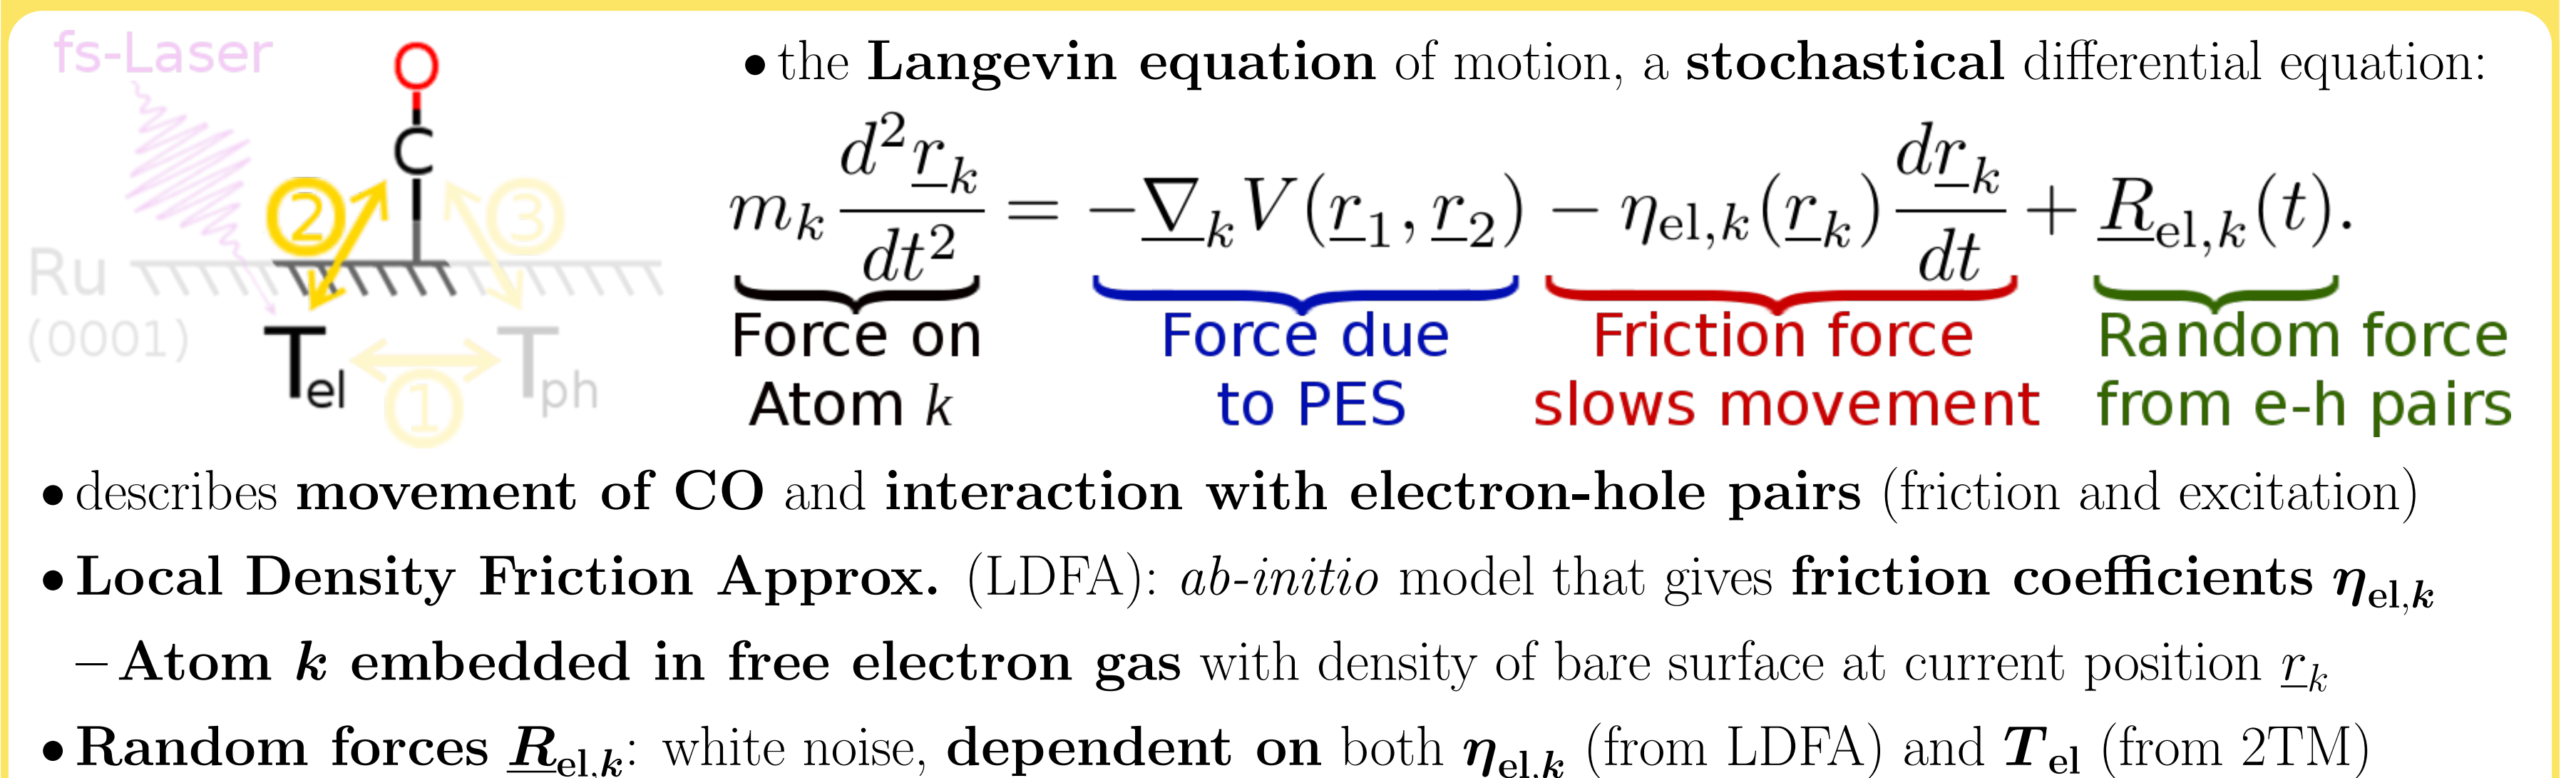 fs-Laser
O
C
② ③
Ru
(0001)
T_el T_ph
①
• the Langevin equation of motion, a stochastical differential equation:
m_k d²r_k/dt² = −∇_k V(r_1, r_2) − η_el,k(r_k) dr_k/dt + R_el,k(t).
Force on Atom k
Force due to PES
Friction force slows movement
Random force from e-h pairs
• describes movement of CO and interaction with electron-hole pairs (friction and excitation)
• Local Density Friction Approx. (LDFA): ab-initio model that gives friction coefficients η_el,k
– Atom k embedded in free electron gas with density of bare surface at current position r_k
• Random forces R_el,k: white noise, dependent on both η_el,k (from LDFA) and T_el (from 2TM)